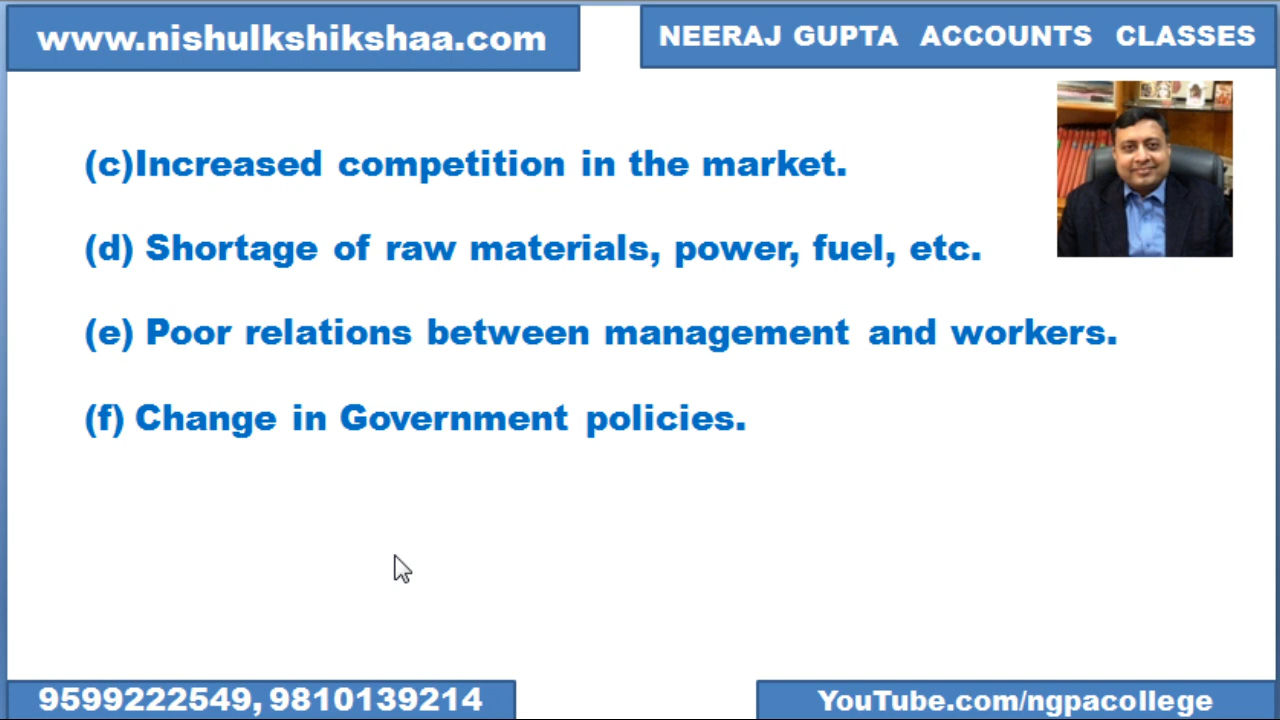 www.nishulkshikshaa.com
NEERAJ GUPTA ACCOUNTS CLASSES
(c)Increased competition in the market.
(d) Shortage of raw materials, power, fuel, etc.
(e) Poor relations between management and workers.
(f) Change in Government policies.
9599222549, 9810139214
YouTube.com/ngpacollege